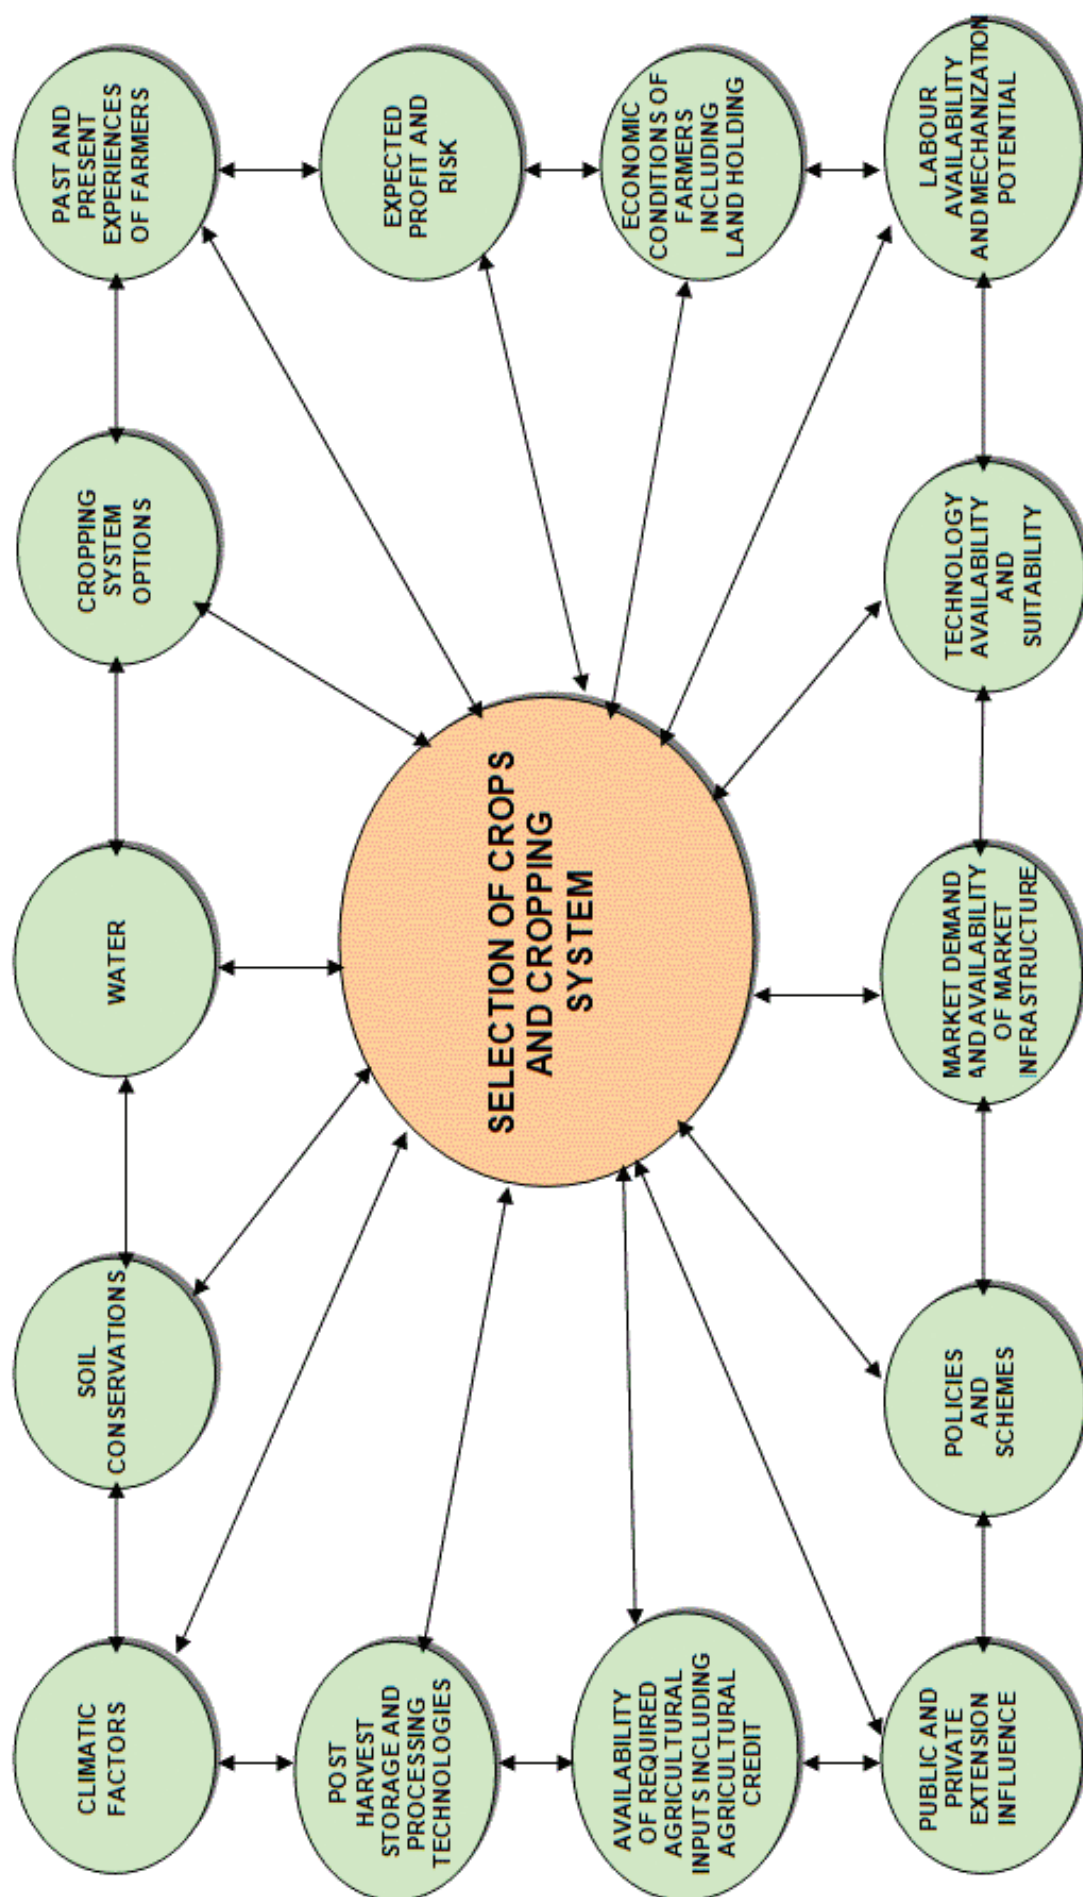 CLIMATIC
FACTORS
SOIL
CONSERVATIONS
WATER
CROPPING
SYSTEM
OPTIONS
PAST AND
PRESENT
EXPERIENCES
OF FARMERS
POST
HARVEST
STORAGE AND
PROCESSING
TECHNOLOGIES
SELECTION OF CROPS
AND CROPPING
SYSTEM
EXPECTED
PROFIT AND
RISK
AVAILABILITY
OF REQUIRED
AGRICULTURAL
INPUTS INCLUDING
AGRICULTURAL
CREDIT
ECONOMIC
CONDITIONS OF
FARMERS
INCLUDING
LAND HOLDING
PUBLIC AND
PRIVATE
EXTENSION
INFLUENCE
POLICIES
AND
SCHEMES
MARKET DEMAND
AND AVAILABILITY
OF MARKET
INFRASTRUCTURE
TECHNOLOGY
AVAILABILITY
AND
SUITABILITY
LABOUR
AVAILABILITY
AND MECHANIZATION
POTENTIAL